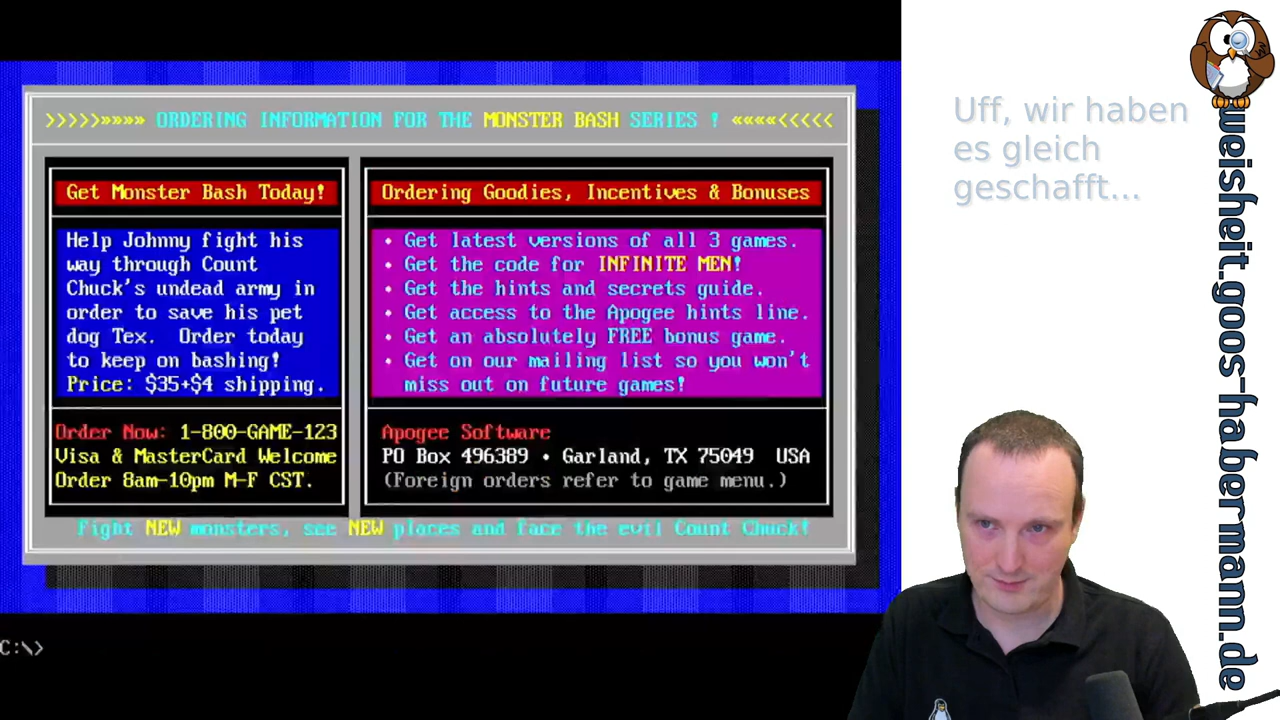 >>>>>»»»» ORDERING INFORMATION FOR THE MONSTER BASH SERIES ! ««««<<<<<
Get Monster Bash Today!
Help Johnny fight his
way through Count
Chuck's undead army in
order to save his pet
dog Tex.  Order today
to keep on bashing!
Price: $35+$4 shipping.
Order Now: 1-800-GAME-123
Visa & MasterCard Welcome
Order 8am-10pm M-F CST.
Ordering Goodies, Incentives & Bonuses
• Get latest versions of all 3 games.
• Get the code for INFINITE MEN!
• Get the hints and secrets guide.
• Get access to the Apogee hints line.
• Get an absolutely FREE bonus game.
• Get on our mailing list so you won't
miss out on future games!
Apogee Software
PO Box 496389 • Garland, TX 75049  USA
(Foreign orders refer to game menu.)
Fight NEW monsters, see NEW places and face the evil Count Chuck!
C:\>
Uff, wir haben
es gleich
geschafft...
weisheit.goos-habermann.de